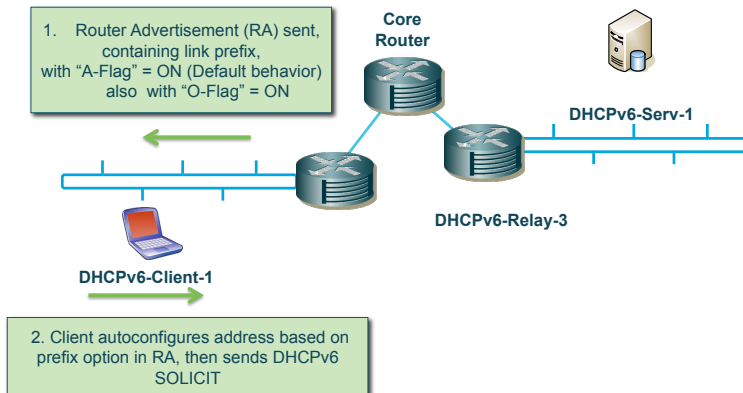 1. Router Advertisement (RA) sent,
containing link prefix,
with “A-Flag” = ON (Default behavior)
also with “O-Flag” = ON
Core
Router
DHCPv6-Serv-1
DHCPv6-Relay-3
DHCPv6-Client-1
2. Client autoconfigures address based on
prefix option in RA, then sends DHCPv6
SOLICIT